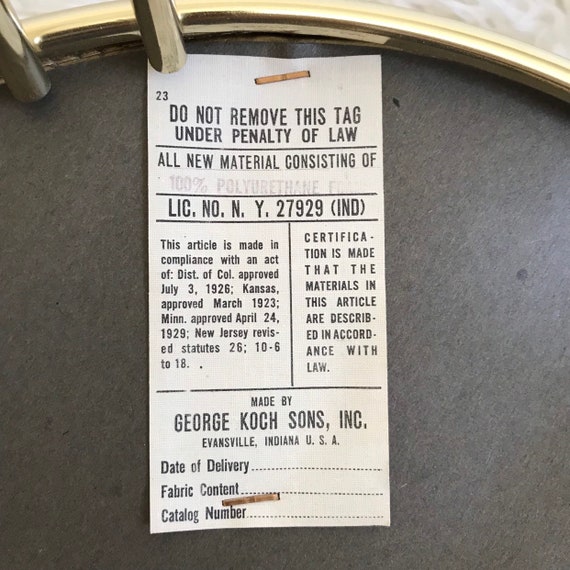 23
DO NOT REMOVE THIS TAG
UNDER PENALTY OF LAW
ALL NEW MATERIAL CONSISTING OF
100% POLYURETHANE FOAM
LIC. NO. N. Y. 27929 (IND)
This article is made in
compliance with an act
of: Dist. of Col. approved
July 3, 1926; Kansas,
approved March 1923;
Minn. approved April 24,
1929; New Jersey revis-
ed statutes 26; 10-6
to 18. .
CERTIFICA-
TION IS MADE
THAT THE
MATERIALS IN
THIS ARTICLE
ARE DESCRIB-
ED IN ACCORD-
ANCE WITH
LAW.
MADE BY
GEORGE KOCH SONS, INC.
EVANSVILLE, INDIANA U. S. A.
Date of Delivery
Fabric Content
Catalog Number